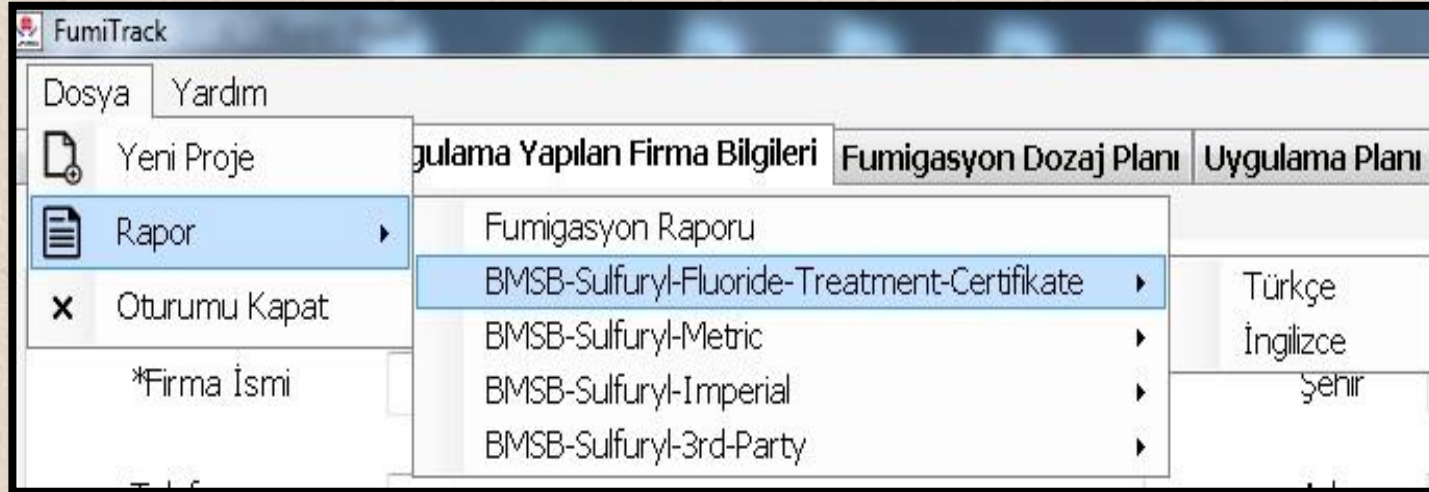 FumiTrack
Dosya Yardım
Yeni Proje
Rapor
Oturumu Kapat
gulama Yapılan Firma Bilgileri Fumigasyon Dozaj Planı Uygulama Planı
Fumigasyon Raporu
BMSB-Sulfuryl-Fluoride-Treatment-Certifikate
BMSB-Sulfuryl-Metric
BMSB-Sulfuryl-Imperial
BMSB-Sulfuryl-3rd-Party
Türkçe
İngilizce
*Firma İsmi
Şehir